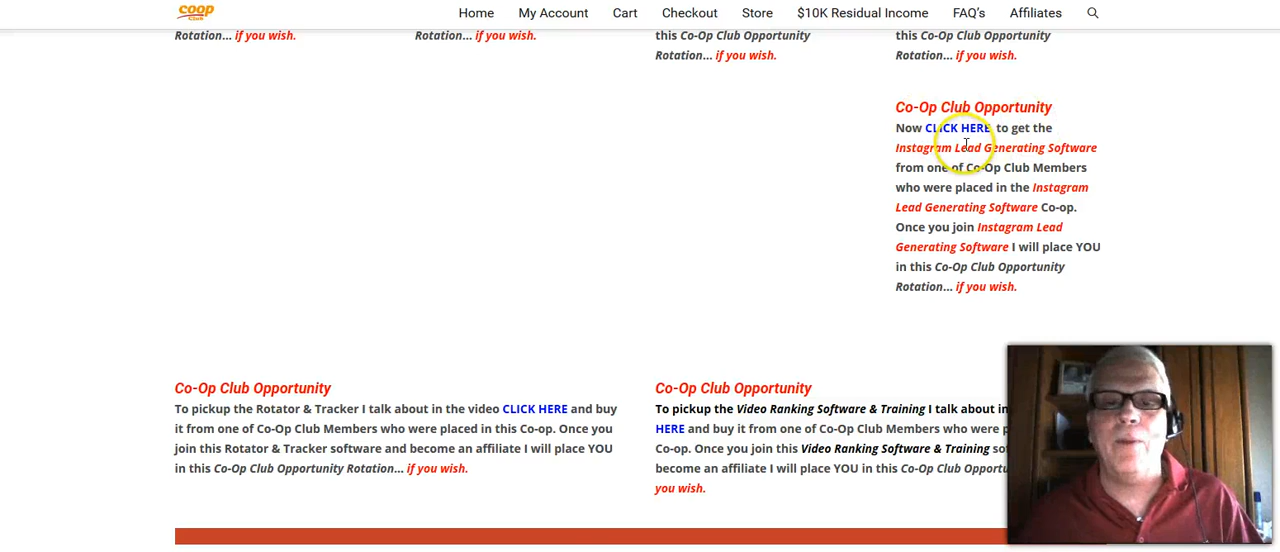 coop
Club
Home My Account Cart Checkout Store $10K Residual Income FAQ's Affiliates
Rotation... if you wish.
Rotation... if you wish.
this Co-Op Club Opportunity
Rotation... if you wish.
this Co-Op Club Opportunity
Rotation... if you wish.
Co-Op Club Opportunity
Now CLICK HERE to get the
Instagram Lead Generating Software
from one of Co-Op Club Members
who were placed in the Instagram
Lead Generating Software Co-op.
Once you join Instagram Lead
Generating Software I will place YOU
in this Co-Op Club Opportunity
Rotation... if you wish.
Co-Op Club Opportunity
To pickup the Rotator & Tracker I talk about in the video CLICK HERE and buy
it from one of Co-Op Club Members who were placed in this Co-op. Once you
join this Rotator & Tracker software and become an affiliate I will place YOU
in this Co-Op Club Opportunity Rotation... if you wish.
Co-Op Club Opportunity
To pickup the Video Ranking Software & Training I talk about in
HERE and buy it from one of Co-Op Club Members who were
Co-op. Once you join this Video Ranking Software & Training
become an affiliate I will place YOU in this Co-Op Club
you wish.